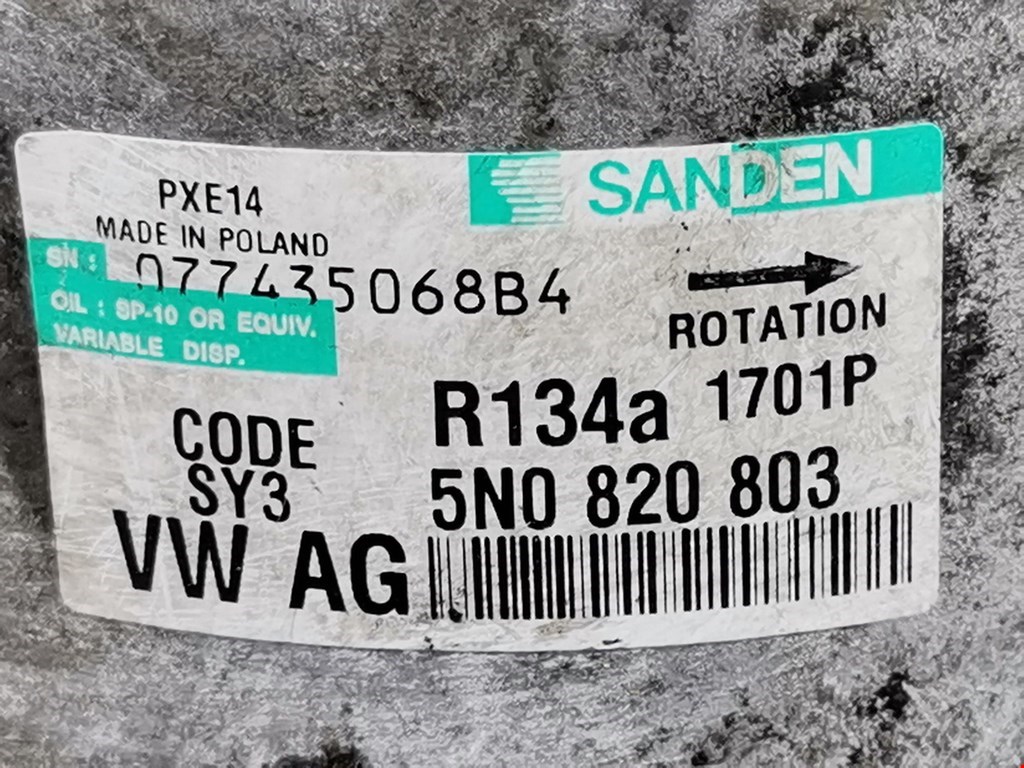 SANDEN
PXE14
MADE IN POLAND
SN: 077435068B4
OIL : SP-10 OR EQUIV.
VARIABLE DISP.
ROTATION
R134a 1701P
CODE
SY3
5N0 820 803
VW AG